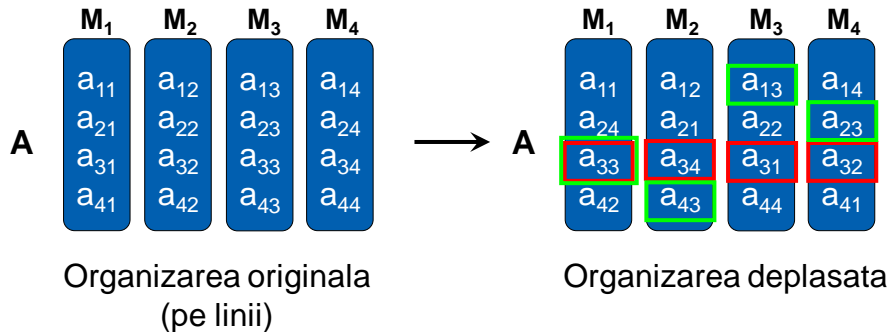 M₁ M₂ M₃ M₄ M₁ M₂ M₃ M₄
a₁₁ a₁₂ a₁₃ a₁₄ a₁₁ a₁₂ a₁₃ a₁₄
a₂₁ a₂₂ a₂₃ a₂₄ a₂₄ a₂₁ a₂₂ a₂₃
A a₃₁ a₃₂ a₃₃ a₃₄ A a₃₃ a₃₄ a₃₁ a₃₂
a₄₁ a₄₂ a₄₃ a₄₄ a₄₂ a₄₃ a₄₄ a₄₁
Organizarea originala Organizarea deplasata
(pe linii)